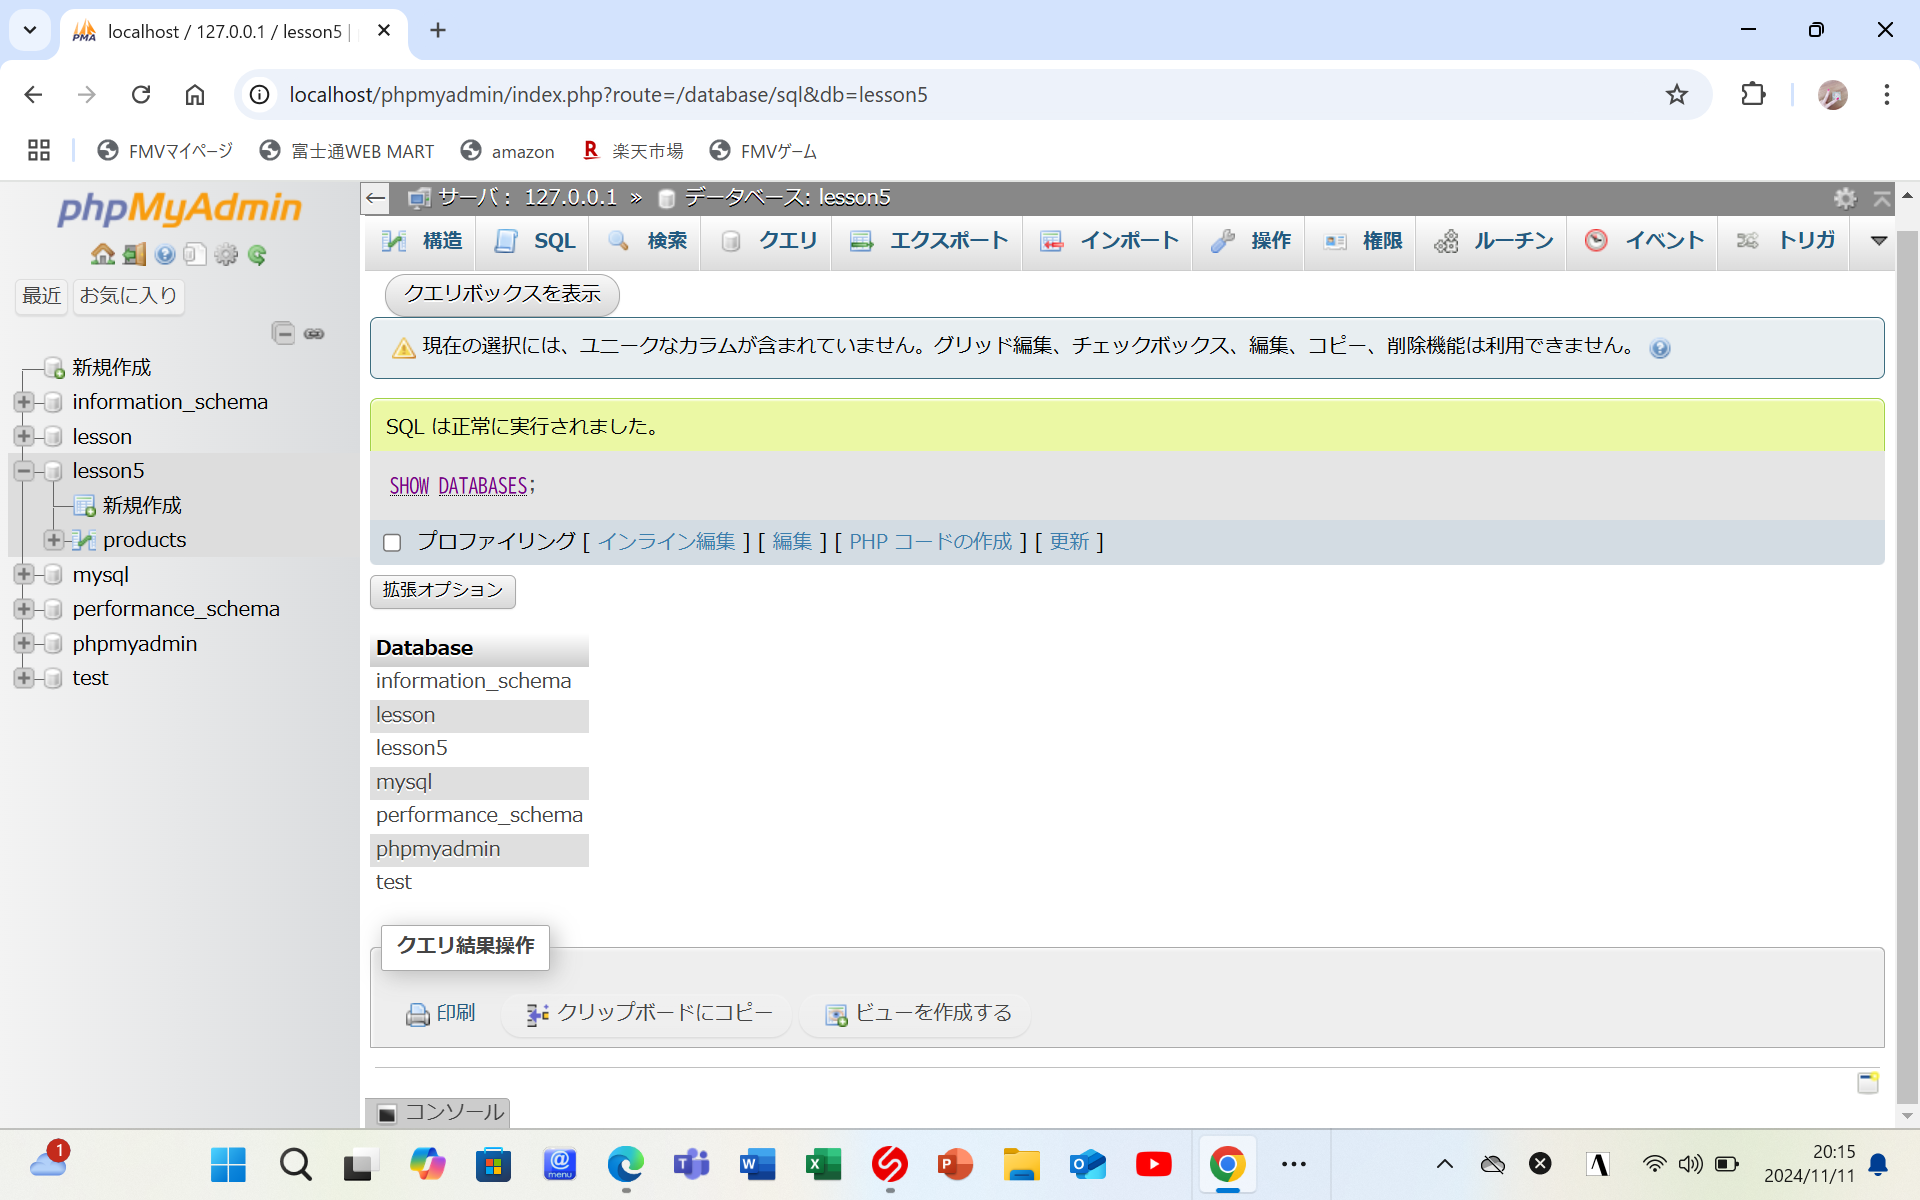 localhost / 127.0.0.1 / lesson5 |
localhost/phpmyadmin/index.php?route=/database/sql&db=lesson5
FMVマイページ
富士通WEB MART
amazon
楽天市場
FMVゲーム
phpMyAdmin
最近
お気に入り
新規作成
information_schema
lesson
lesson5
新規作成
products
mysql
performance_schema
phpmyadmin
test
サーバ： 127.0.0.1 » データベース: lesson5
構造
SQL
検索
クエリ
エクスポート
インポート
操作
権限
ルーチン
イベント
トリガ
クエリボックスを表示
現在の選択には、ユニークなカラムが含まれていません。グリッド編集、チェックボックス、編集、コピー、削除機能は利用できません。
SQL は正常に実行されました。
SHOW DATABASES;
プロファイリング [ インライン編集 ] [ 編集 ] [ PHP コードの作成 ] [ 更新 ]
拡張オプション
Database
information_schema
lesson
lesson5
mysql
performance_schema
phpmyadmin
test
クエリ結果操作
印刷
クリップボードにコピー
ビューを作成する
コンソール
1
@
menu
20:15
2024/11/11